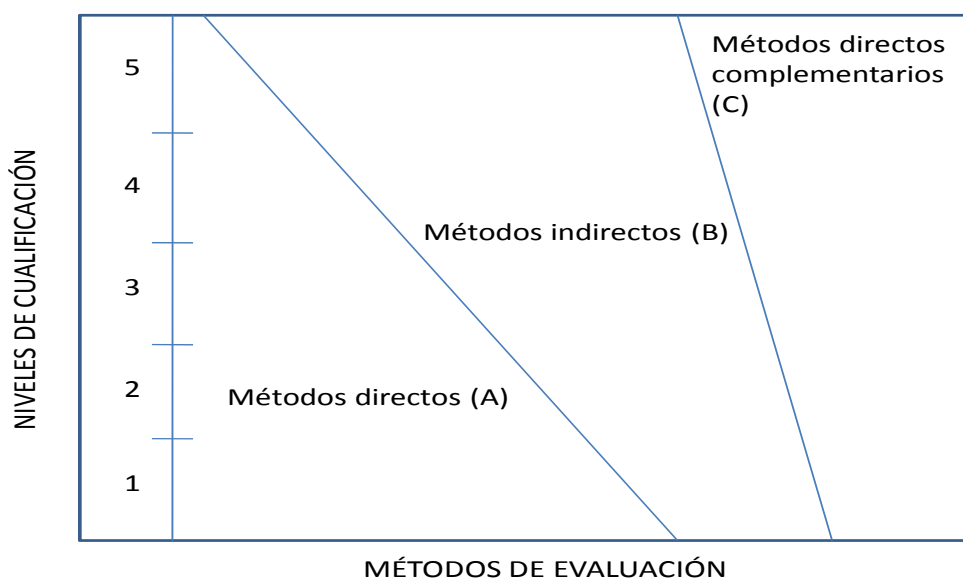 NIVELES DE CUALIFICACIÓN
5
4
3
2
1
Métodos directos
complementarios
(C)
Métodos indirectos (B)
Métodos directos (A)
MÉTODOS DE EVALUACIÓN